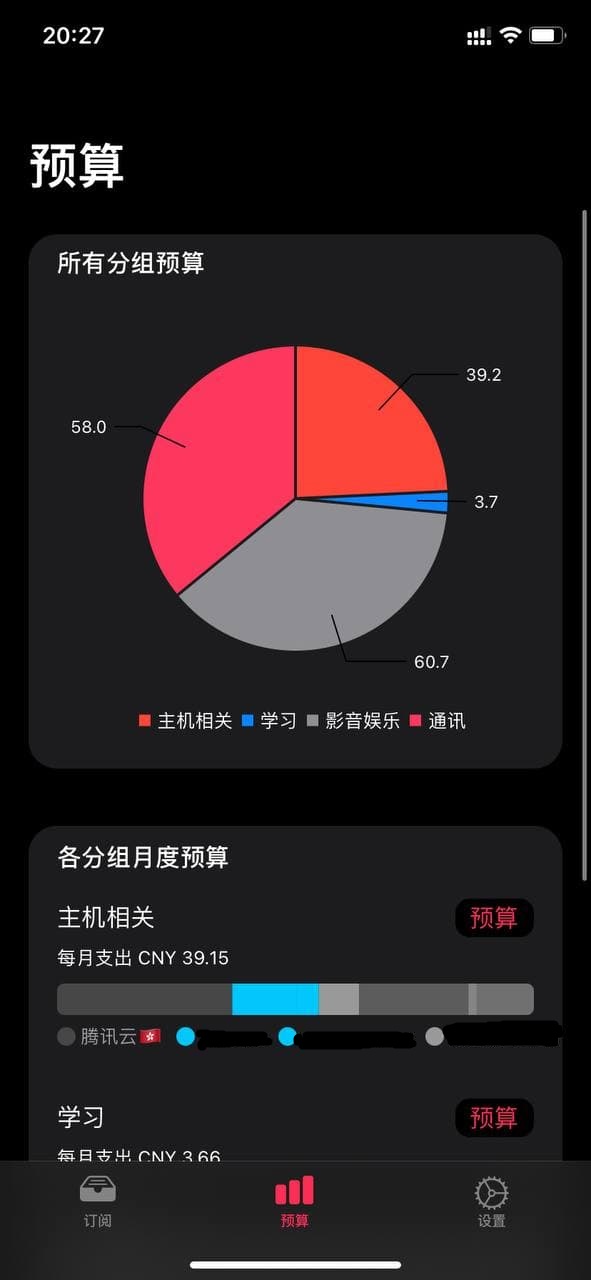 20:27
预算
所有分组预算
39.2
58.0
3.7
60.7
主机相关 学习 影音娱乐 通讯
各分组月度预算
主机相关 预算
每月支出 CNY 39.15
腾讯云🇭🇰
学习 预算
每月支出 CNY 3.66
订阅 预算 设置